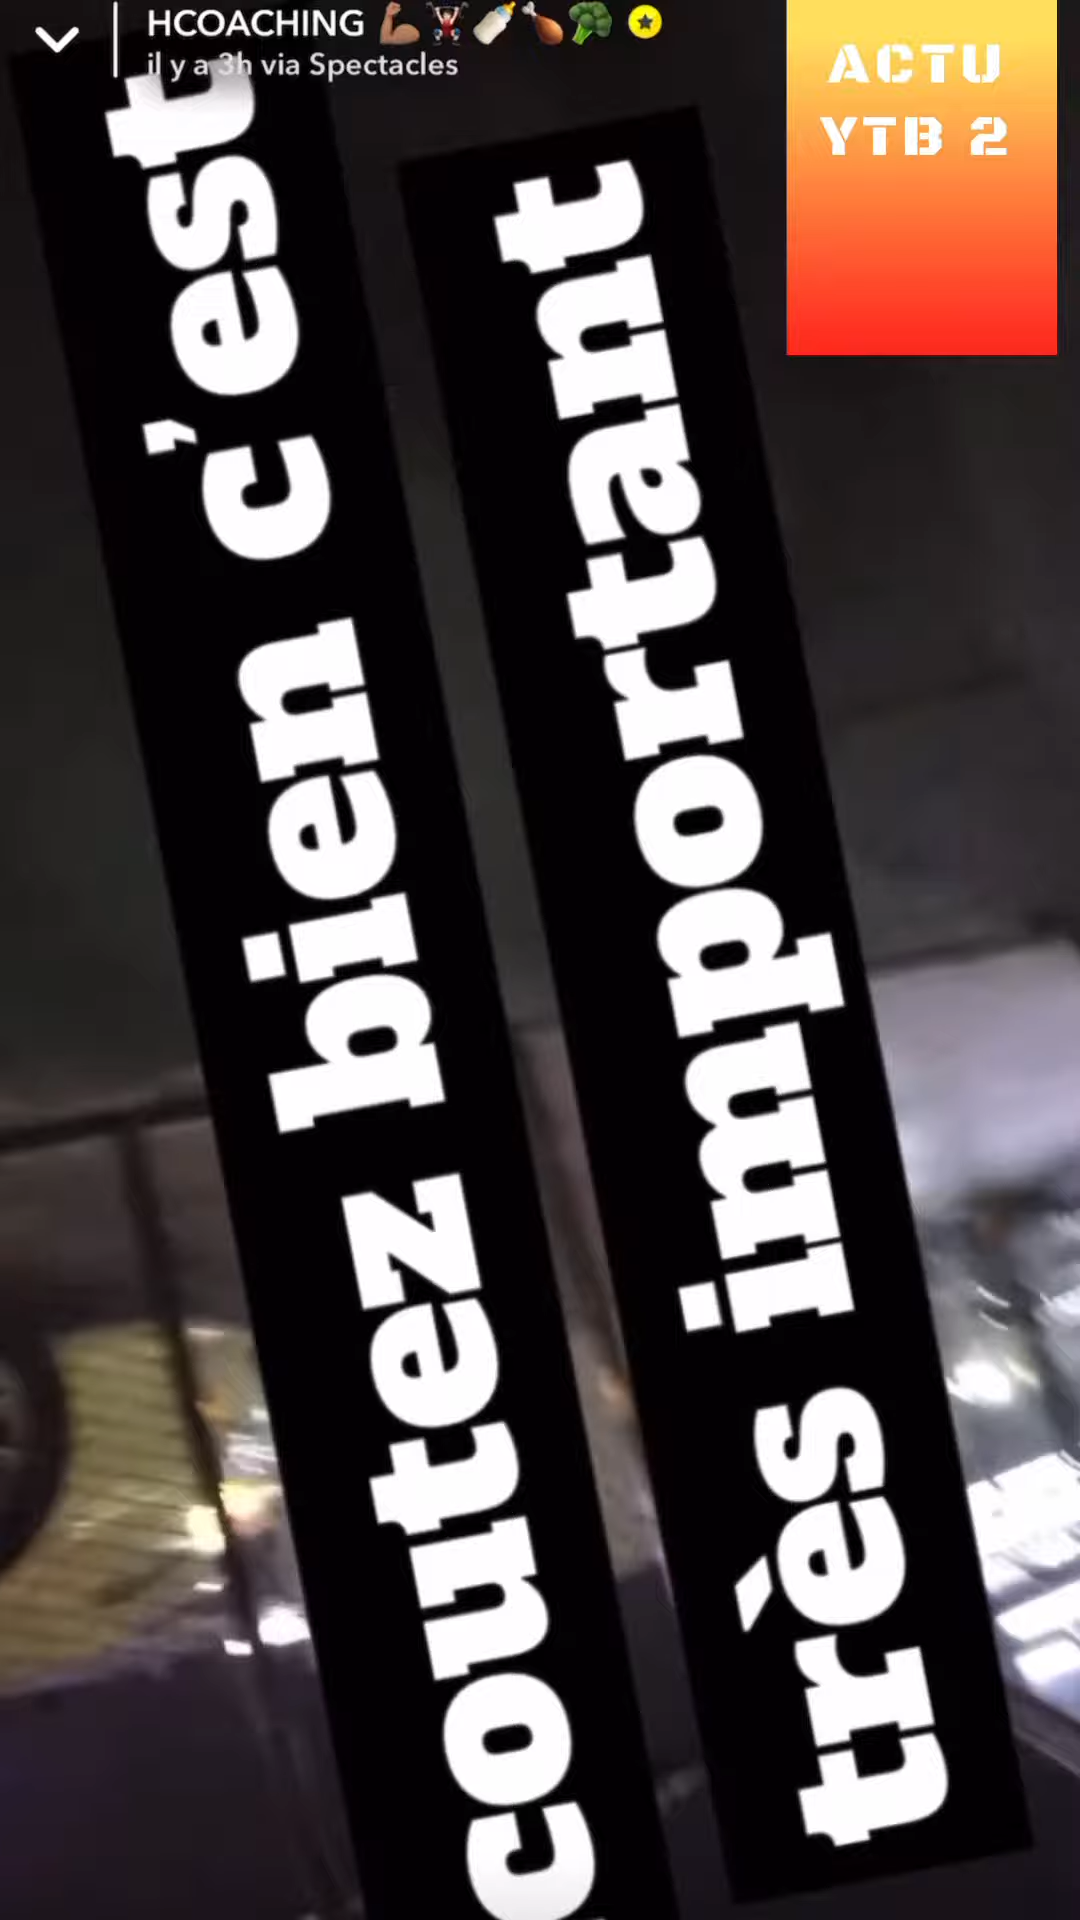 HCOACHING 💪🏽🏋🏻‍♂️🍼🍗🥦
il y a 3h via Spectacles
ACTU
YTB 2
coutez bien c'est
très important